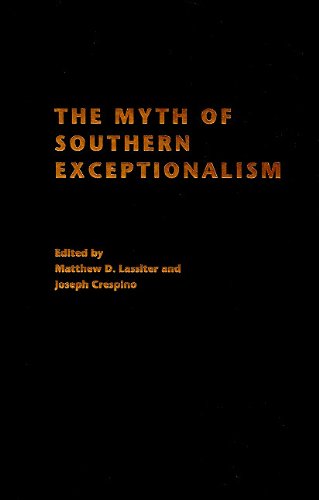 THE MYTH OF
SOUTHERN
EXCEPTIONALISM
Edited by
Matthew D. Lassiter and
Joseph Crespino